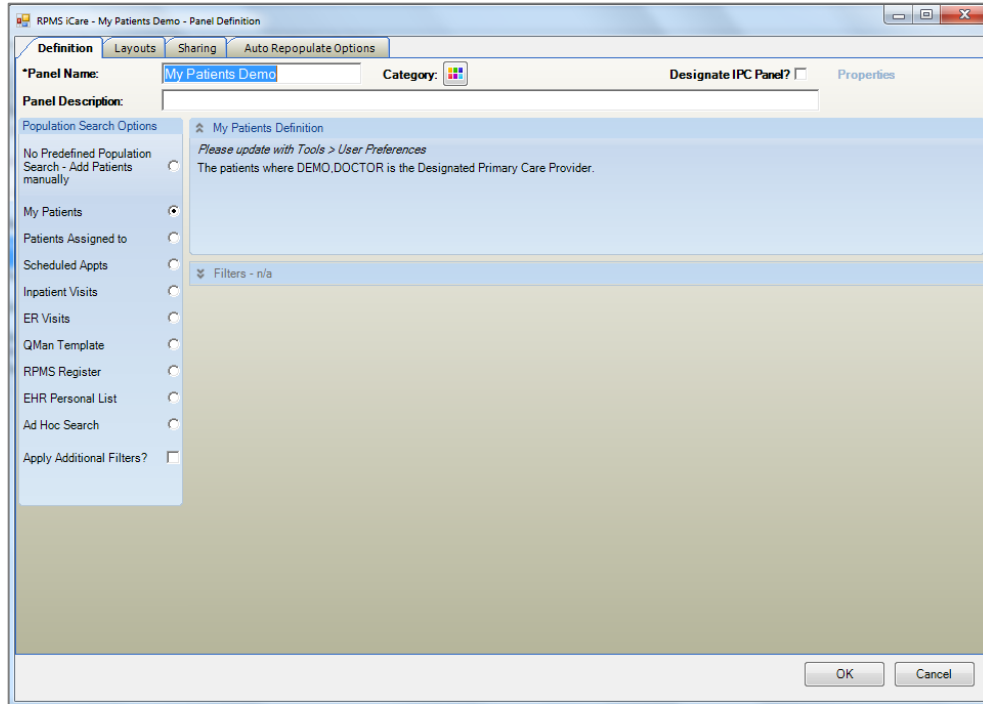 RPMS iCare - My Patients Demo - Panel Definition
Definition Layouts Sharing Auto Repopulate Options
*Panel Name: My Patients Demo Category: Designate IPC Panel? Properties
Panel Description:
Population Search Options
No Predefined Population
Search - Add Patients
manually
My Patients
Patients Assigned to
Scheduled Appts
Inpatient Visits
ER Visits
QMan Template
RPMS Register
EHR Personal List
Ad Hoc Search
Apply Additional Filters?
My Patients Definition
Please update with Tools > User Preferences
The patients where DEMO,DOCTOR is the Designated Primary Care Provider.
Filters - n/a
OK Cancel